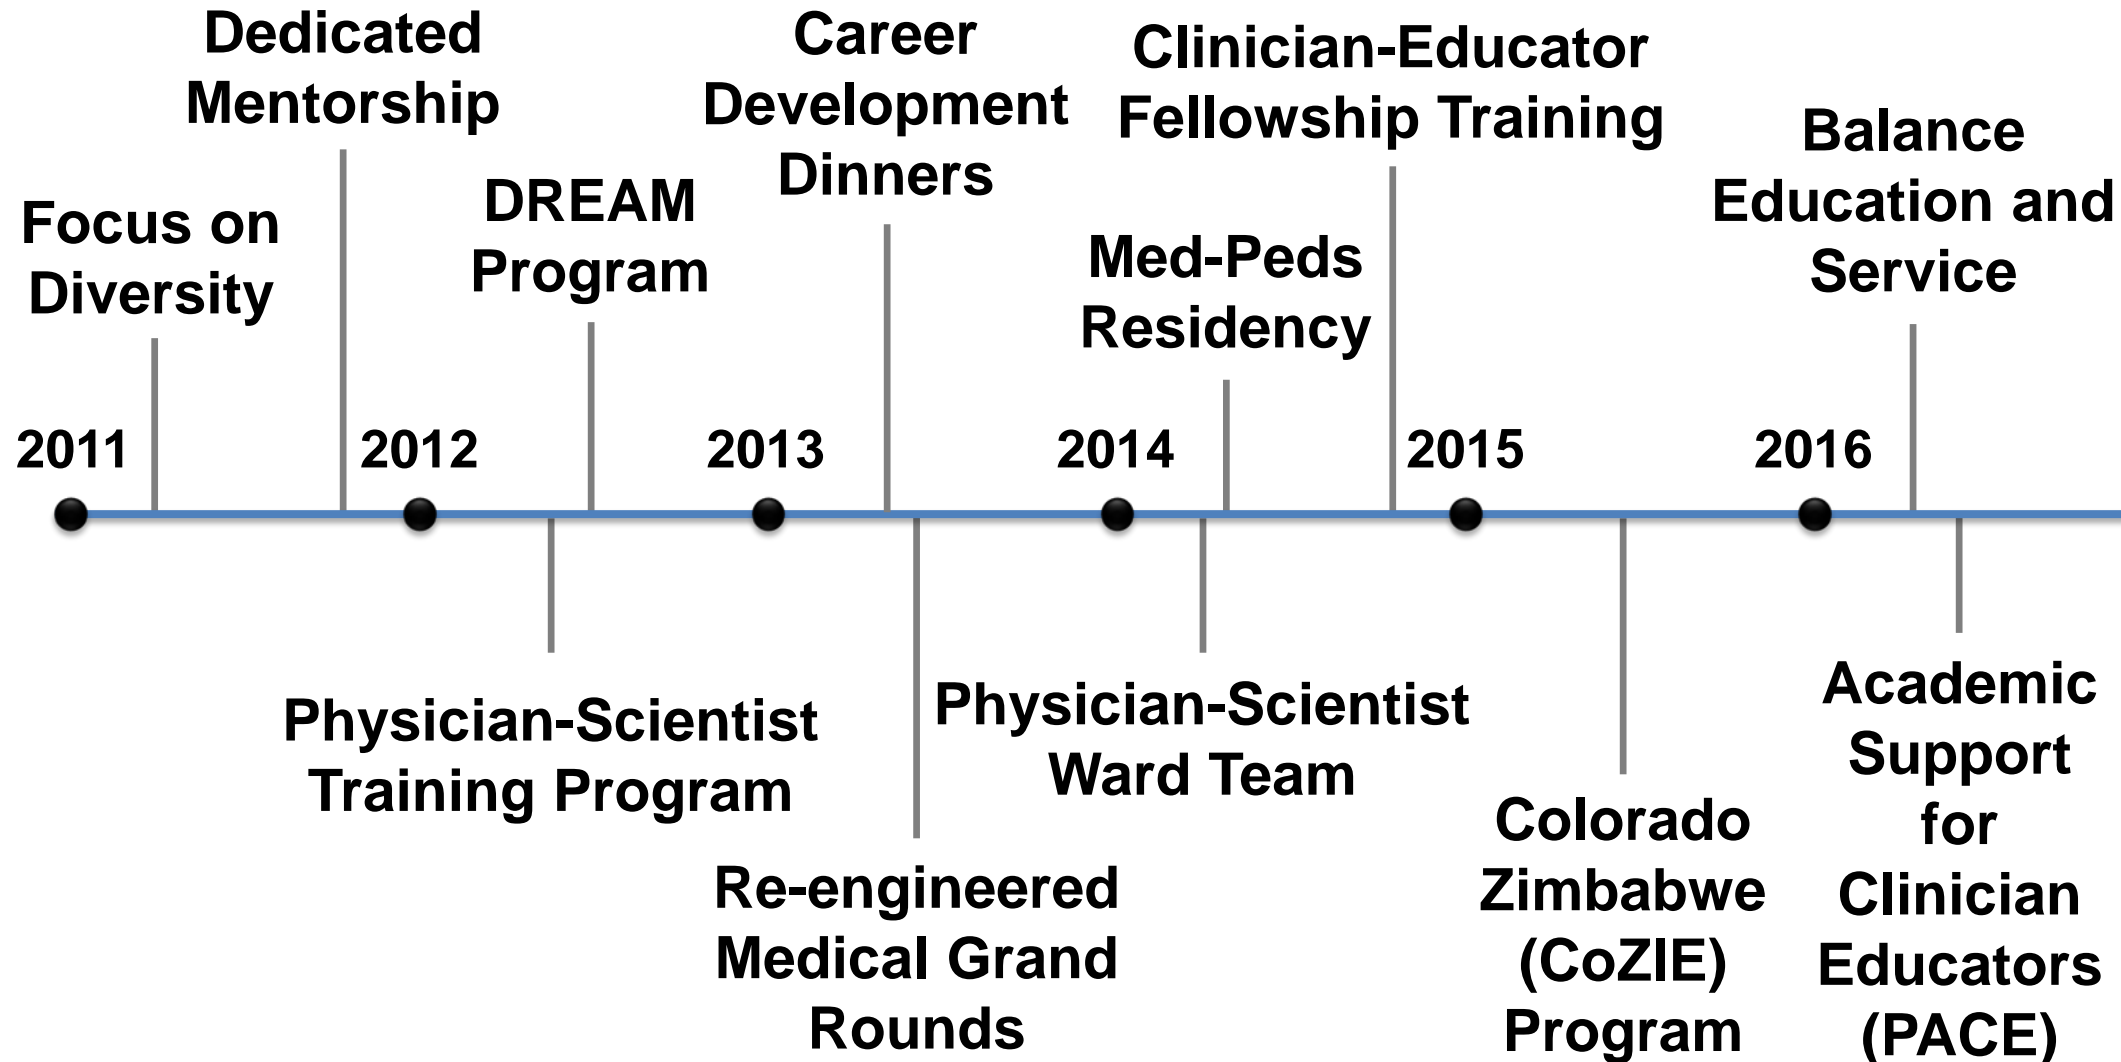 Dedicated
Mentorship
Career
Development
Dinners
Clinician-Educator
Fellowship Training
Balance
Education and
Service
Focus on
Diversity
DREAM
Program
Med-Peds
Residency
2011
2012
2013
2014
2015
2016
Physician-Scientist
Training Program
Re-engineered
Medical Grand
Rounds
Physician-Scientist
Ward Team
Colorado
Zimbabwe
(CoZIE)
Program
Academic
Support
for
Clinician
Educators
(PACE)